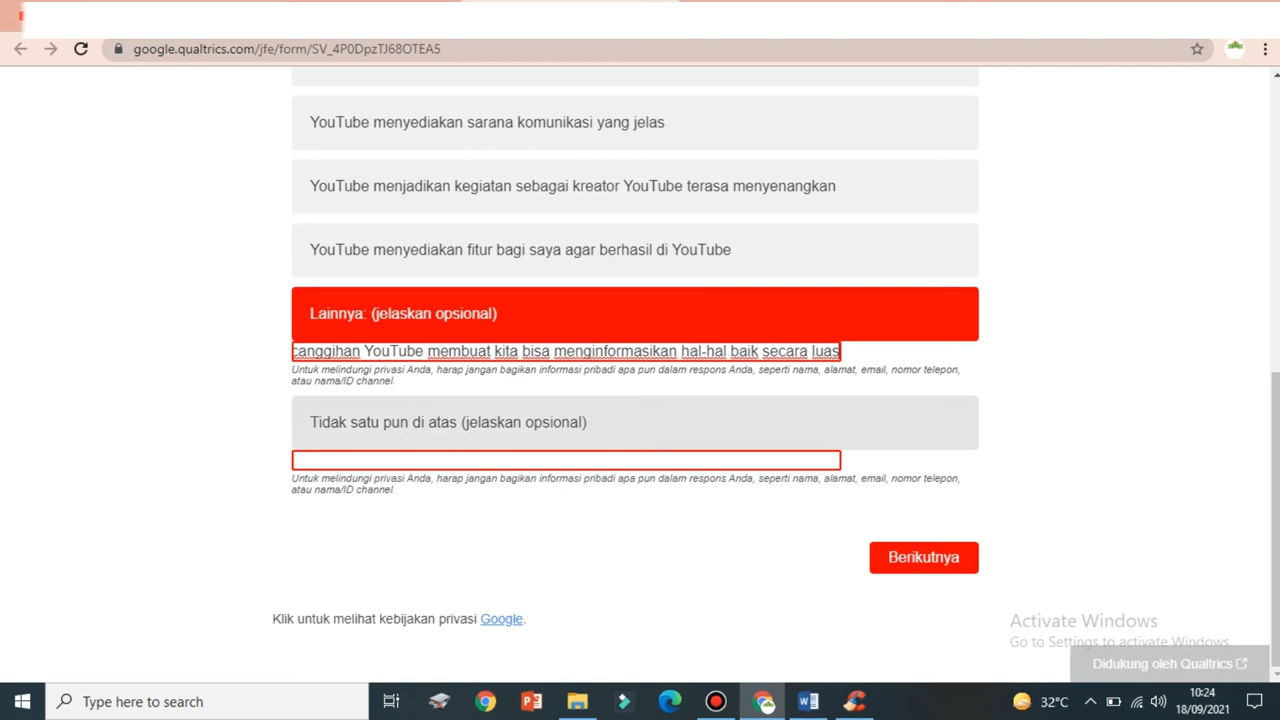 google.qualtrics.com/jfe/form/SV_4P0DpzTJ68OTEA5
YouTube menyediakan sarana komunikasi yang jelas
YouTube menjadikan kegiatan sebagai kreator YouTube terasa menyenangkan
YouTube menyediakan fitur bagi saya agar berhasil di YouTube
Lainnya: (jelaskan opsional)
canggihan YouTube membuat kita bisa menginformasikan hal-hal baik secara luas
Untuk melindungi privasi Anda, harap jangan bagikan informasi pribadi apa pun dalam respons Anda, seperti nama, alamat, email, nomor telepon,
atau nama/ID channel.
Tidak satu pun di atas (jelaskan opsional)
Untuk melindungi privasi Anda, harap jangan bagikan informasi pribadi apa pun dalam respons Anda, seperti nama, alamat, email, nomor telepon,
atau nama/ID channel.
Berikutnya
Klik untuk melihat kebijakan privasi Google.
Activate Windows
Go to Settings to activate Windows.
Didukung oleh Qualtrics
Type here to search
32°C
10:24
18/09/2021